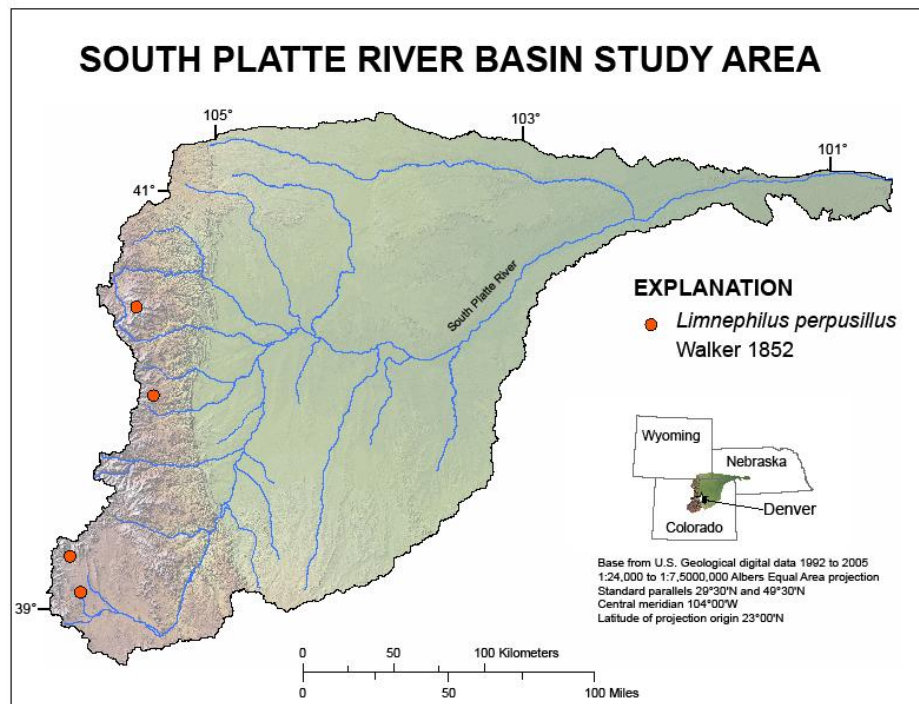 SOUTH PLATTE RIVER BASIN STUDY AREA
105°
103°
101°
41°
South Platte River
EXPLANATION
Limnephilus perpusillus
Walker 1852
Wyoming
Nebraska
Denver
Colorado
39°
Base from U.S. Geological digital data 1992 to 2005
1:24,000 to 1:7,5000,000 Albers Equal Area projection
Standard parallels 29°30'N and 49°30'N
Central meridian 104°00'W
Latitude of projection origin 23°00'N
0 50 100 Kilometers
0 50 100 Miles